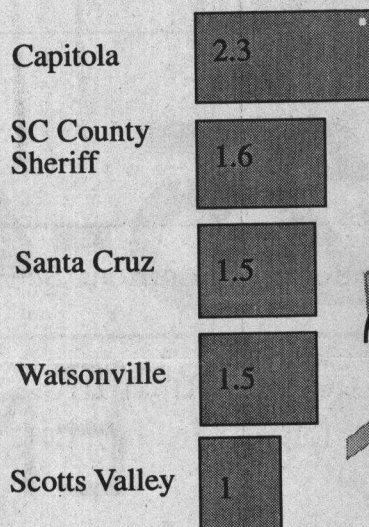 Capitola 2.3
SC County
Sheriff 1.6
Santa Cruz 1.5
Watsonville 1.5
Scotts Valley 1